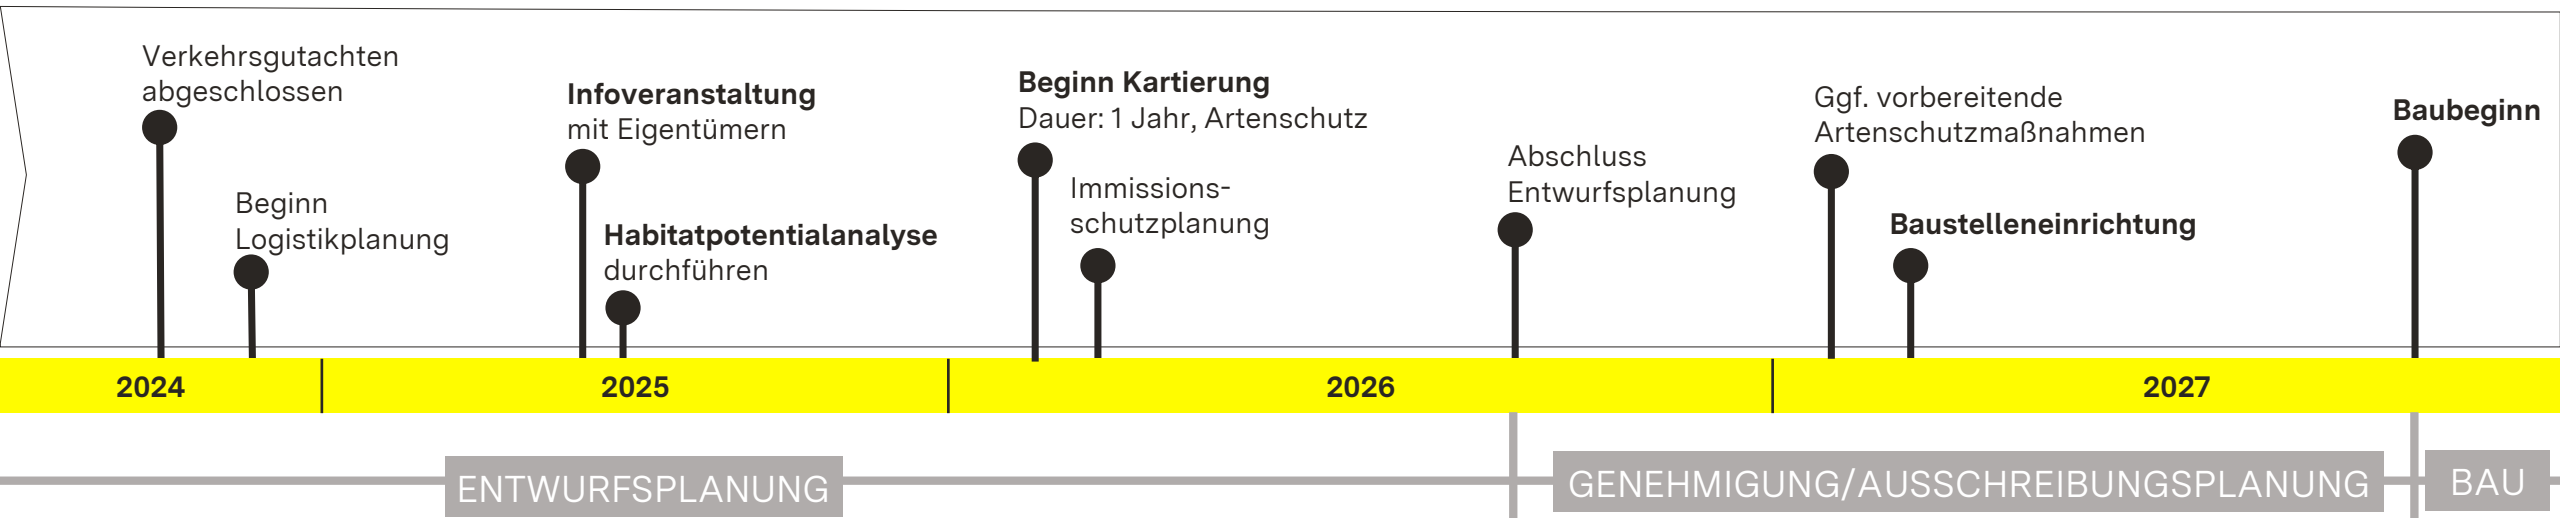 Verkehrsgutachten
abgeschlossen
Beginn
Logistikplanung
Infoveranstaltung
mit Eigentümern
Habitatpotentialanalyse
durchführen
Beginn Kartierung
Dauer: 1 Jahr, Artenschutz
Immissions-
schutzplanung
Abschluss
Entwurfsplanung
Ggf. vorbereitende
Artenschutzmaßnahmen
Baustelleneinrichtung
Baubeginn
2024
2025
2026
2027
ENTWURFSPLANUNG
GENEHMIGUNG/AUSSCHREIBUNGSPLANUNG
BAU